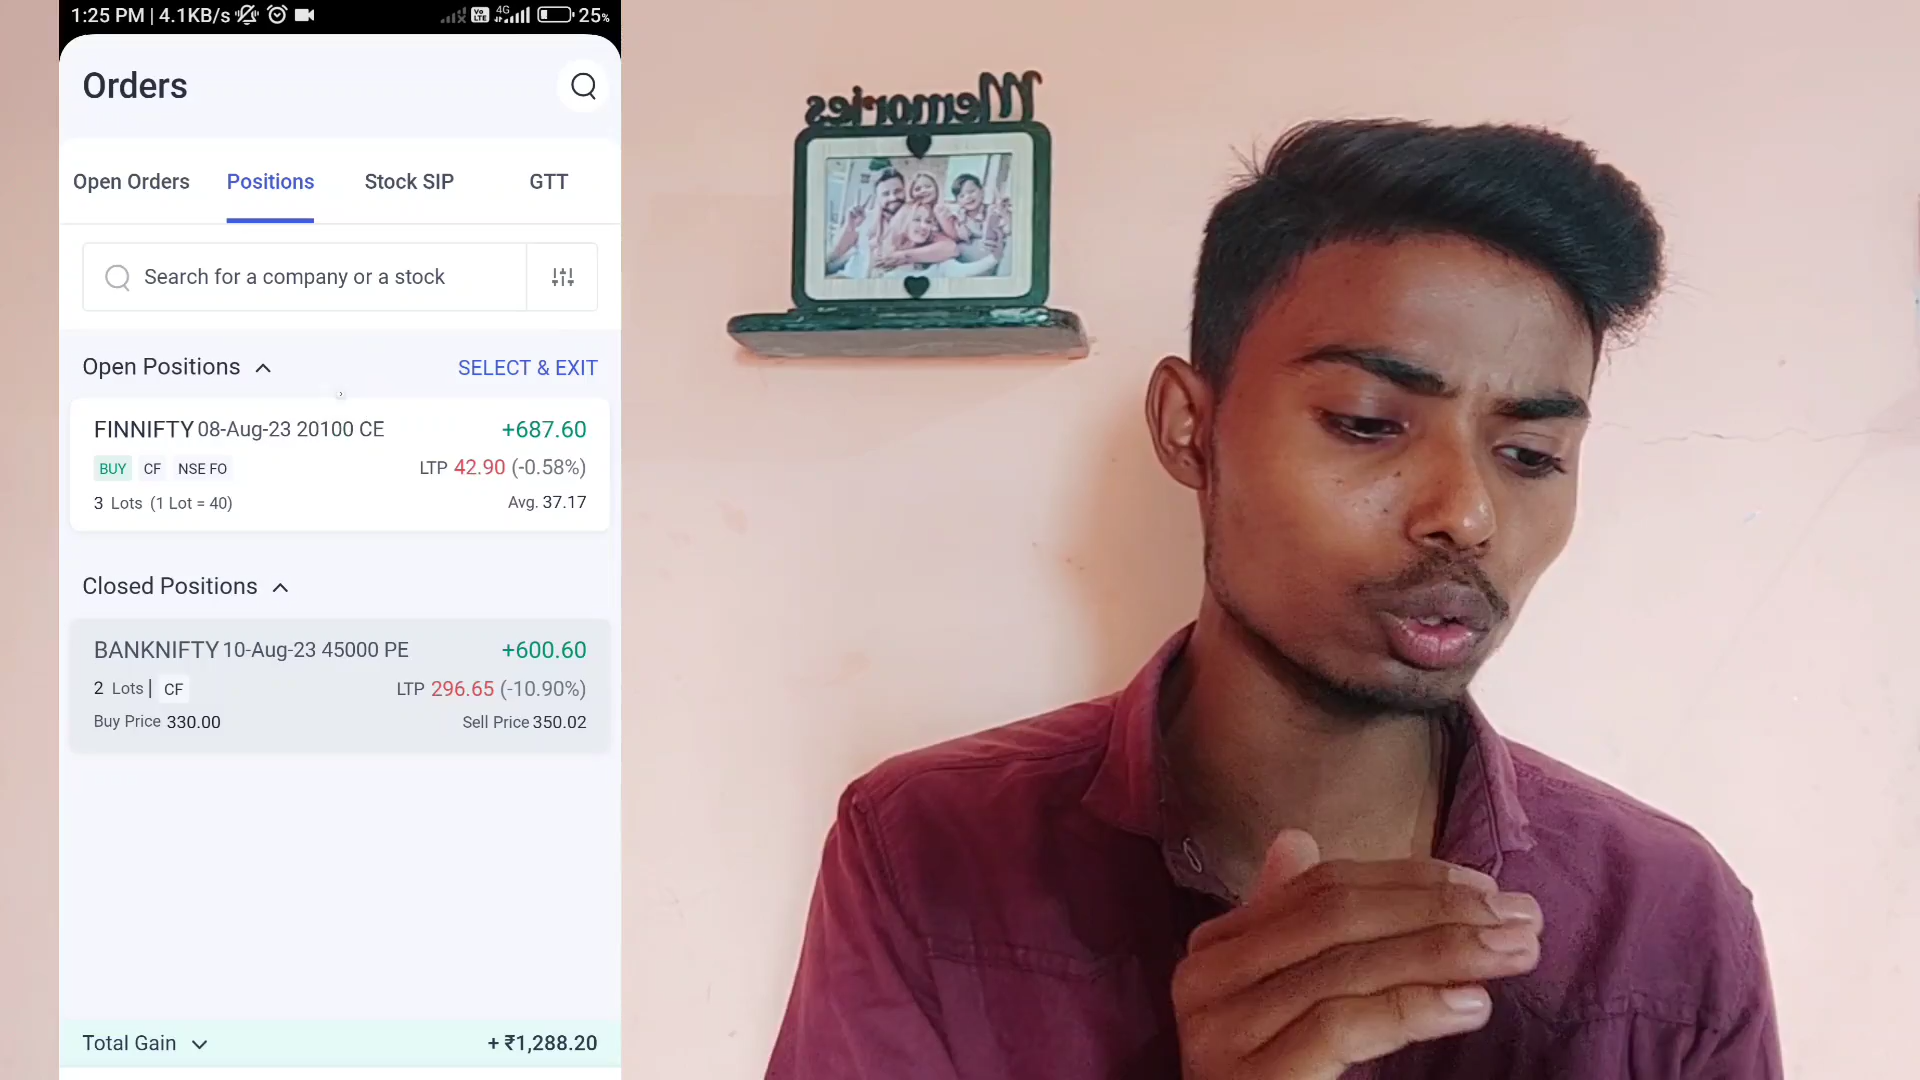 1:25 PM | 4.1KB/s 4G 25%
Orders
Open Orders Positions Stock SIP GTT
Search for a company or a stock
Open Positions SELECT & EXIT
FINNIFTY 08-Aug-23 20100 CE +687.60
BUY CF NSE FO LTP 42.90 (-0.58%)
3 Lots (1 Lot = 40) Avg. 37.17
Closed Positions
BANKNIFTY 10-Aug-23 45000 PE +600.60
2 Lots | CF LTP 296.65 (-10.90%)
Buy Price 330.00 Sell Price 350.02
Total Gain + ₹1,288.20
Memories